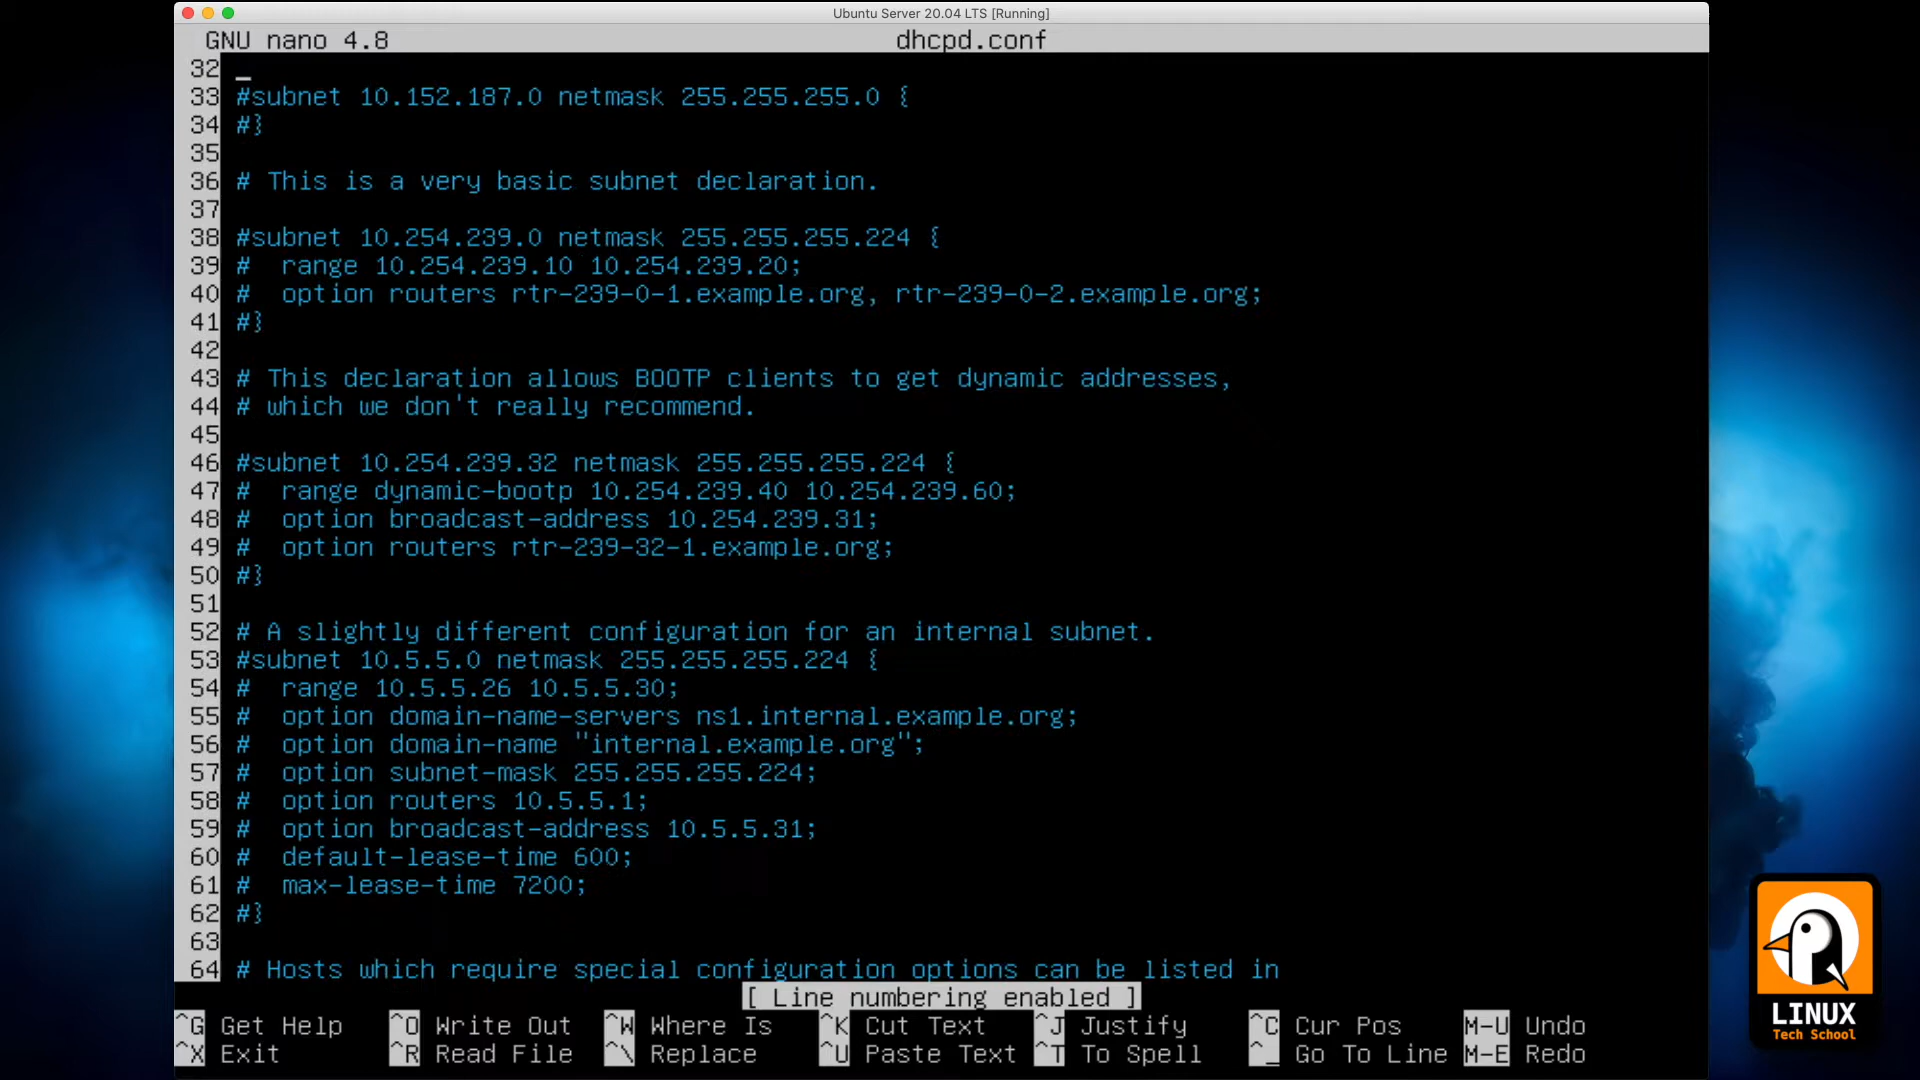 Ubuntu Server 20.04 LTS [Running]
GNU nano 4.8 dhcpd.conf
32
33 #subnet 10.152.187.0 netmask 255.255.255.0 {
34 #}
35
36 # This is a very basic subnet declaration.
37
38 #subnet 10.254.239.0 netmask 255.255.255.224 {
39 #  range 10.254.239.10 10.254.239.20;
40 #  option routers rtr-239-0-1.example.org, rtr-239-0-2.example.org;
41 #}
42
43 # This declaration allows BOOTP clients to get dynamic addresses,
44 # which we don't really recommend.
45
46 #subnet 10.254.239.32 netmask 255.255.255.224 {
47 #  range dynamic-bootp 10.254.239.40 10.254.239.60;
48 #  option broadcast-address 10.254.239.31;
49 #  option routers rtr-239-32-1.example.org;
50 #}
51
52 # A slightly different configuration for an internal subnet.
53 #subnet 10.5.5.0 netmask 255.255.255.224 {
54 #  range 10.5.5.26 10.5.5.30;
55 #  option domain-name-servers ns1.internal.example.org;
56 #  option domain-name "internal.example.org";
57 #  option subnet-mask 255.255.255.224;
58 #  option routers 10.5.5.1;
59 #  option broadcast-address 10.5.5.31;
60 #  default-lease-time 600;
61 #  max-lease-time 7200;
62 #}
63
64 # Hosts which require special configuration options can be listed in
[ Line numbering enabled ]
^G Get Help ^O Write Out ^W Where Is ^K Cut Text ^J Justify ^C Cur Pos M-U Undo
^X Exit ^R Read File ^\ Replace ^U Paste Text ^T To Spell ^_ Go To Line M-E Redo
LINUX
Tech School